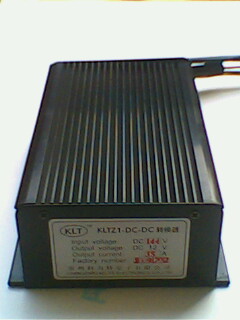 KLT KLTZ1-DC-DC 转换器
Input voltage: DC 144 V
Output voltage: DC 12 V
Output current: 35 A
Factory number: